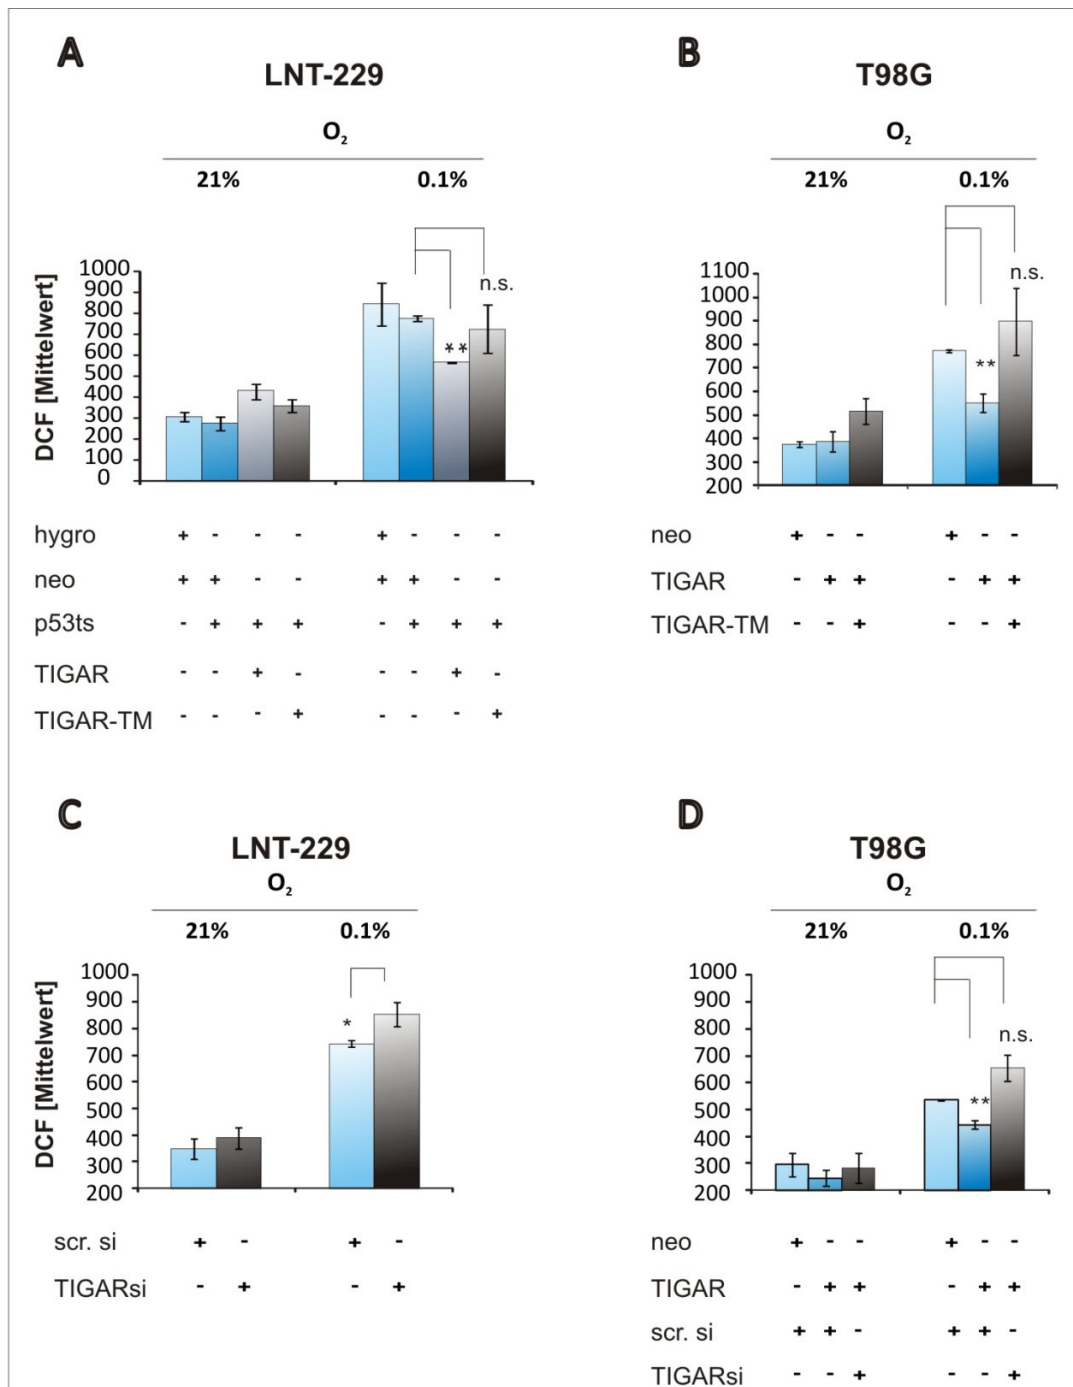 A
LNT-229
O2
21% 0.1%
n.s.
**
DCF [Mittelwert]
1000
900
800
700
600
500
400
300
200
100
0
hygro + - - - + - - -
neo + + - - + + - -
p53ts - + + + - + + +
TIGAR - - + - - - + -
TIGAR-TM - - - + - - - +
B
T98G
O2
21% 0.1%
n.s.
**
1100
1000
900
800
700
600
500
400
300
200
neo + - - + - -
TIGAR - + + - + +
TIGAR-TM - - + - - +
C
LNT-229
O2
21% 0.1%
*
DCF [Mittelwert]
1000
900
800
700
600
500
400
300
200
scr. si + - + -
TIGARsi - + - +
D
T98G
O2
21% 0.1%
n.s.
**
1000
900
800
700
600
500
400
300
200
neo + - - + - -
TIGAR - + + - + +
scr. si + + - + + -
TIGARsi - - + - - +